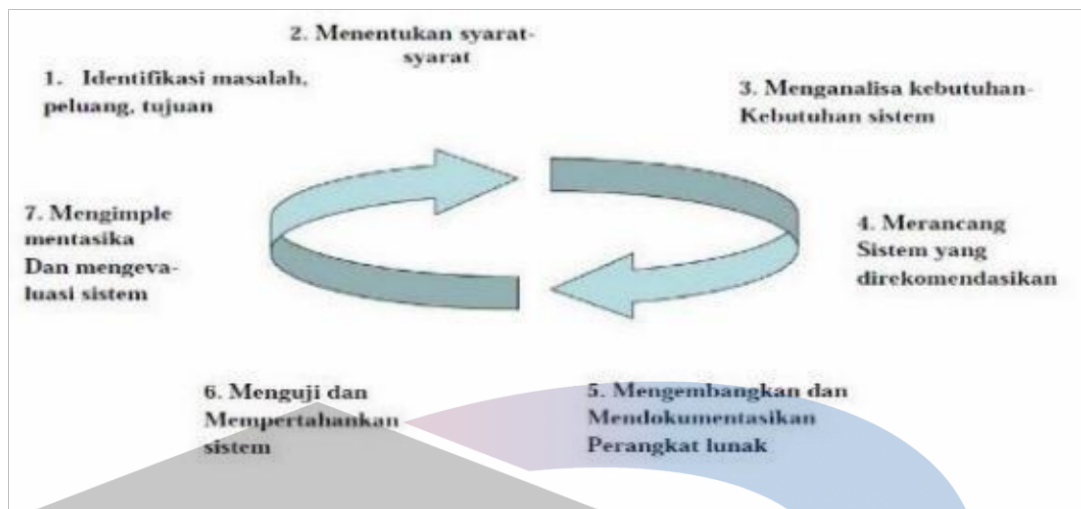 1. Identifikasi masalah,
peluang, tujuan
2. Menentukan syarat-
syarat
3. Menganalisa kebutuhan-
Kebutuhan sistem
4. Merancang
Sistem yang
direkomendasikan
5. Mengembangkan dan
Mendokumentasikan
Perangkat lunak
6. Menguji dan
Mempertahankan
sistem
7. Mengimple
mentasika
Dan mengeva-
luasi sistem